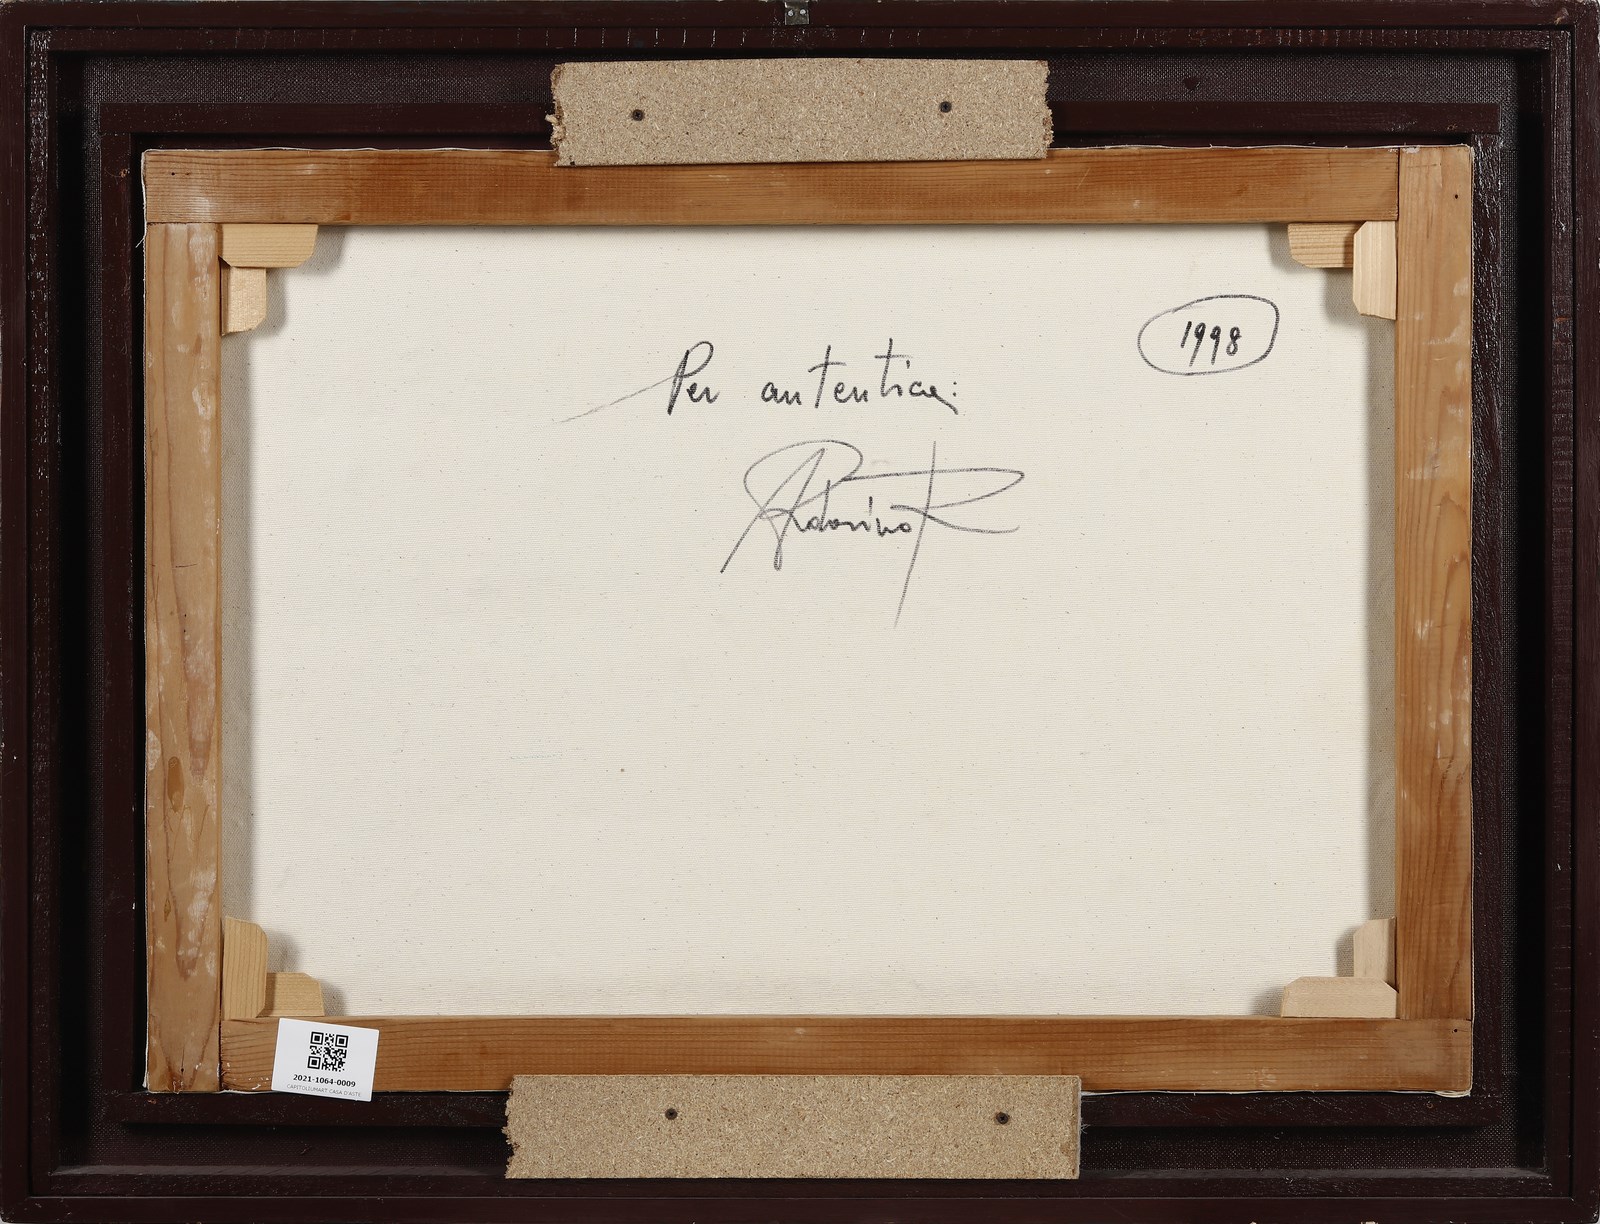 1998
Per autentica:
2021-1064-0009
CAPITOLIUMART CASA D'ASTE